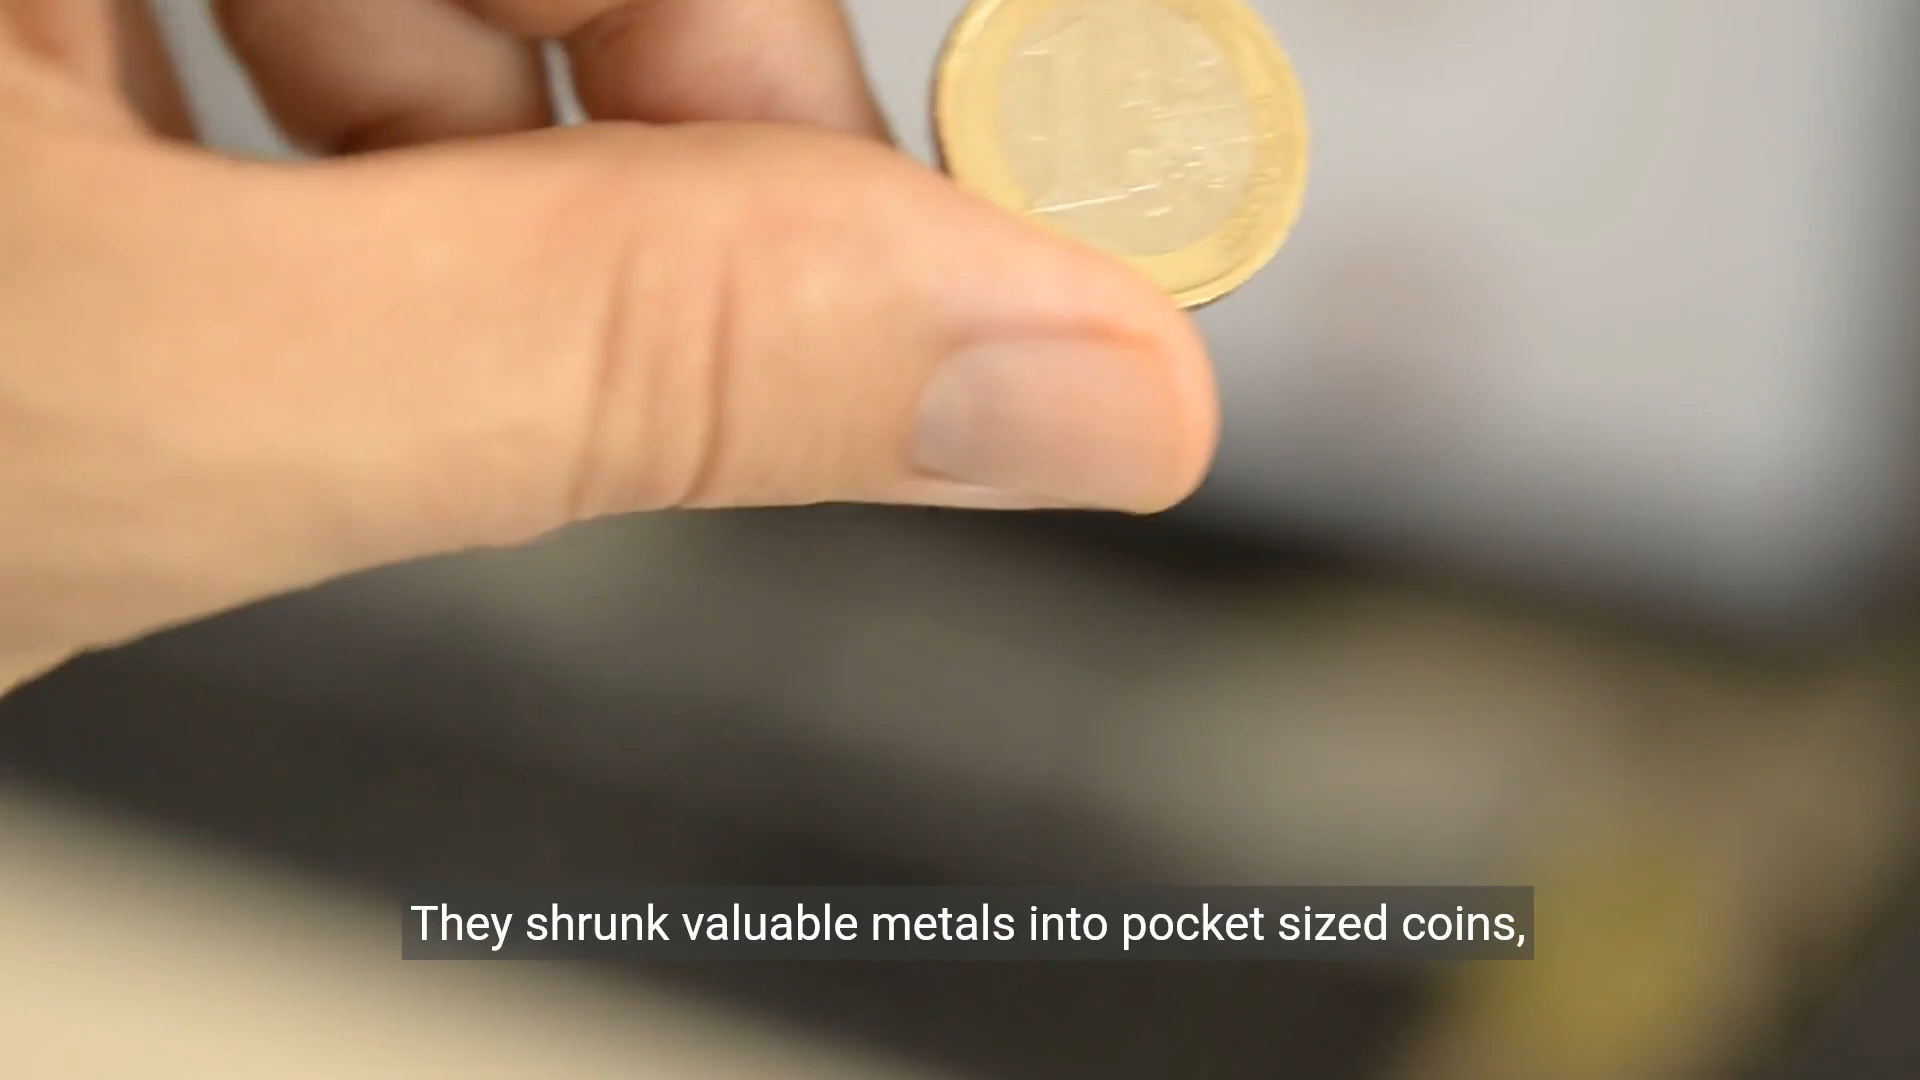 They shrunk valuable metals into pocket sized coins,